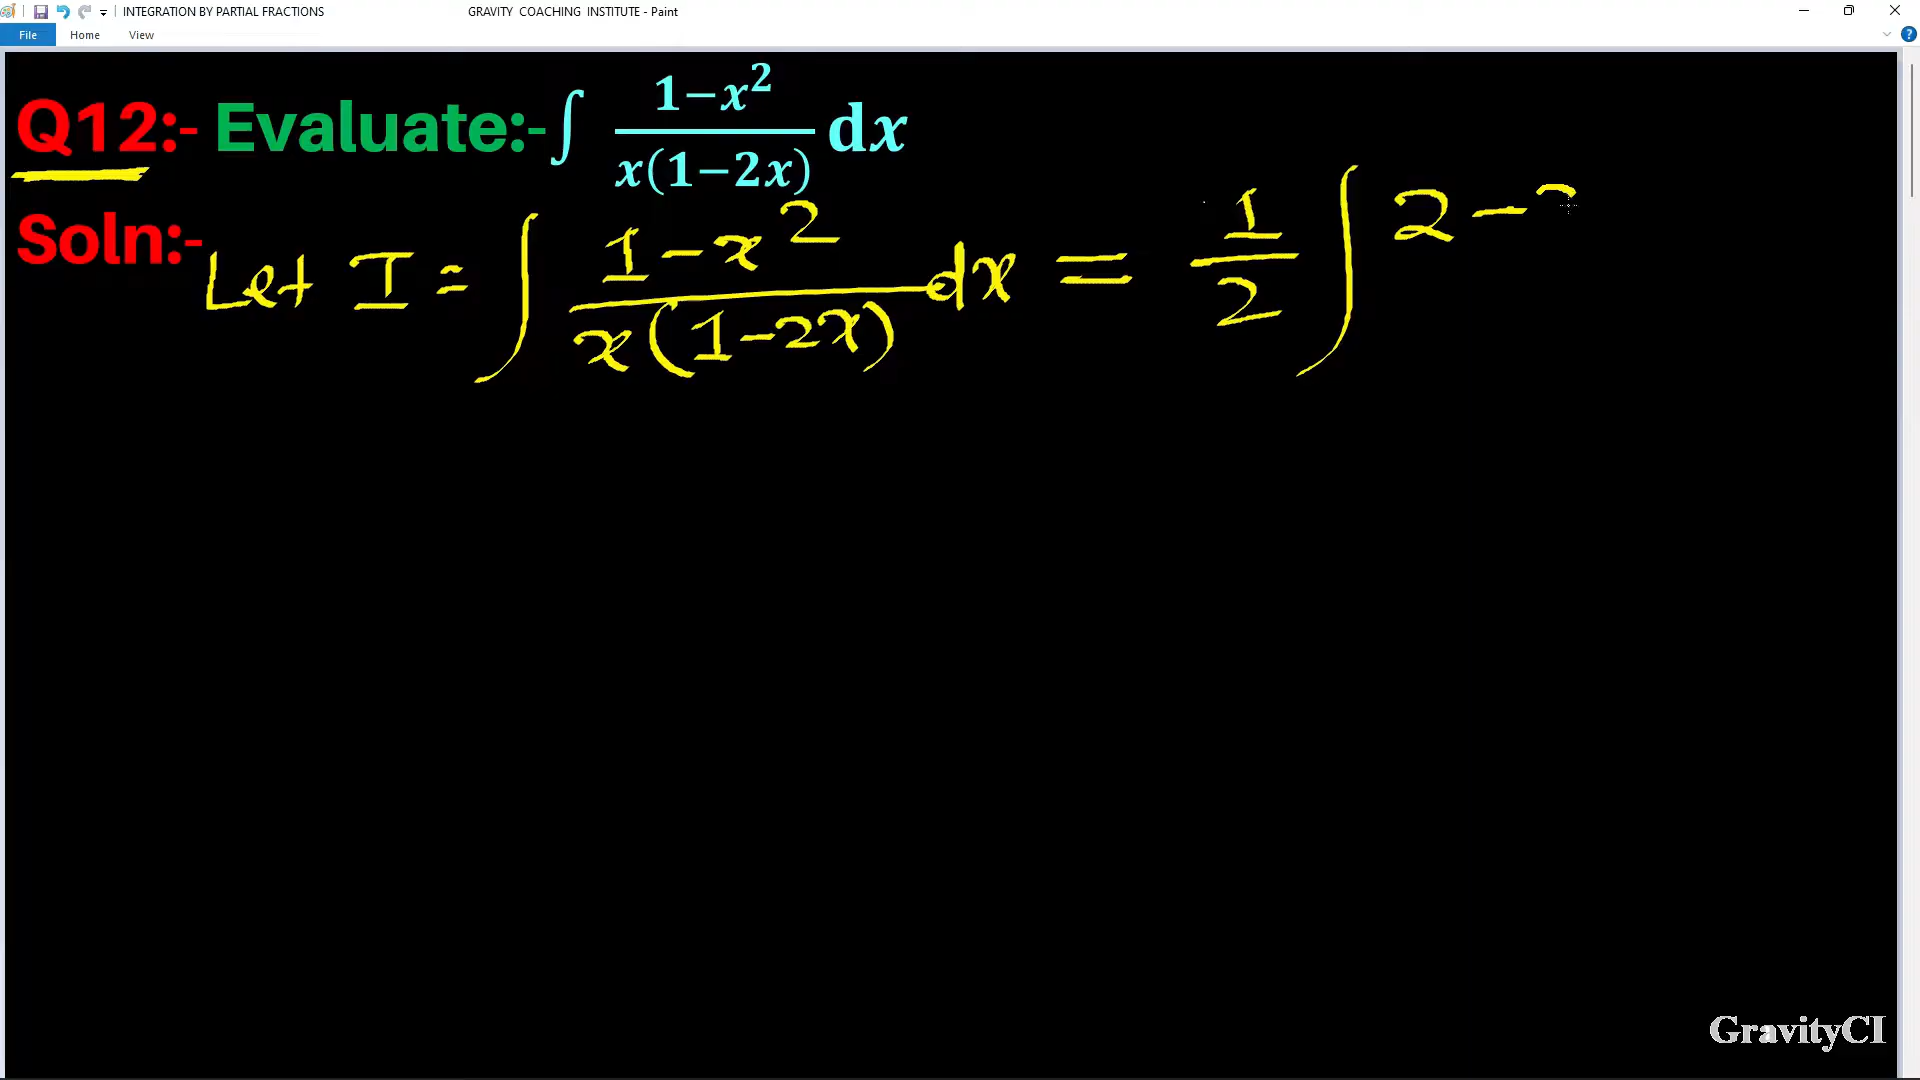 INTEGRATION BY PARTIAL FRACTIONS GRAVITY COACHING INSTITUTE - Paint
File Home View
Q12:- Evaluate:- ∫ (1−x²)/(x(1−2x)) dx
Soln:- Let I = ∫ (1−x²)/(x(1−2x)) dx = 1/2 ∫ 2 −
GravityCI